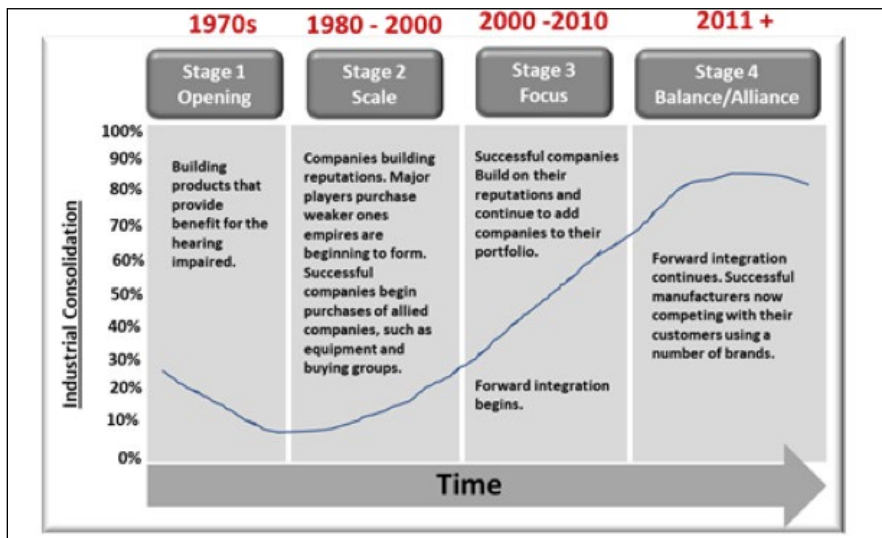 1970s
1980 - 2000
2000 -2010
2011 +
Stage 1
Opening
Stage 2
Scale
Stage 3
Focus
Stage 4
Balance/Alliance
Industrial Consolidation
100%
90%
80%
70%
60%
50%
40%
30%
20%
10%
0%
Building
products that
provide
benefit for the
hearing
impaired.
Companies building
reputations. Major
players purchase
weaker ones
empires are
beginning to form.
Successful
companies begin
purchases of allied
companies, such as
equipment and
buying groups.
Successful companies
Build on their
reputations and
continue to add
companies to their
portfolio.
Forward integration
begins.
Forward integration
continues. Successful
manufacturers now
competing with their
customers using a
number of brands.
Time